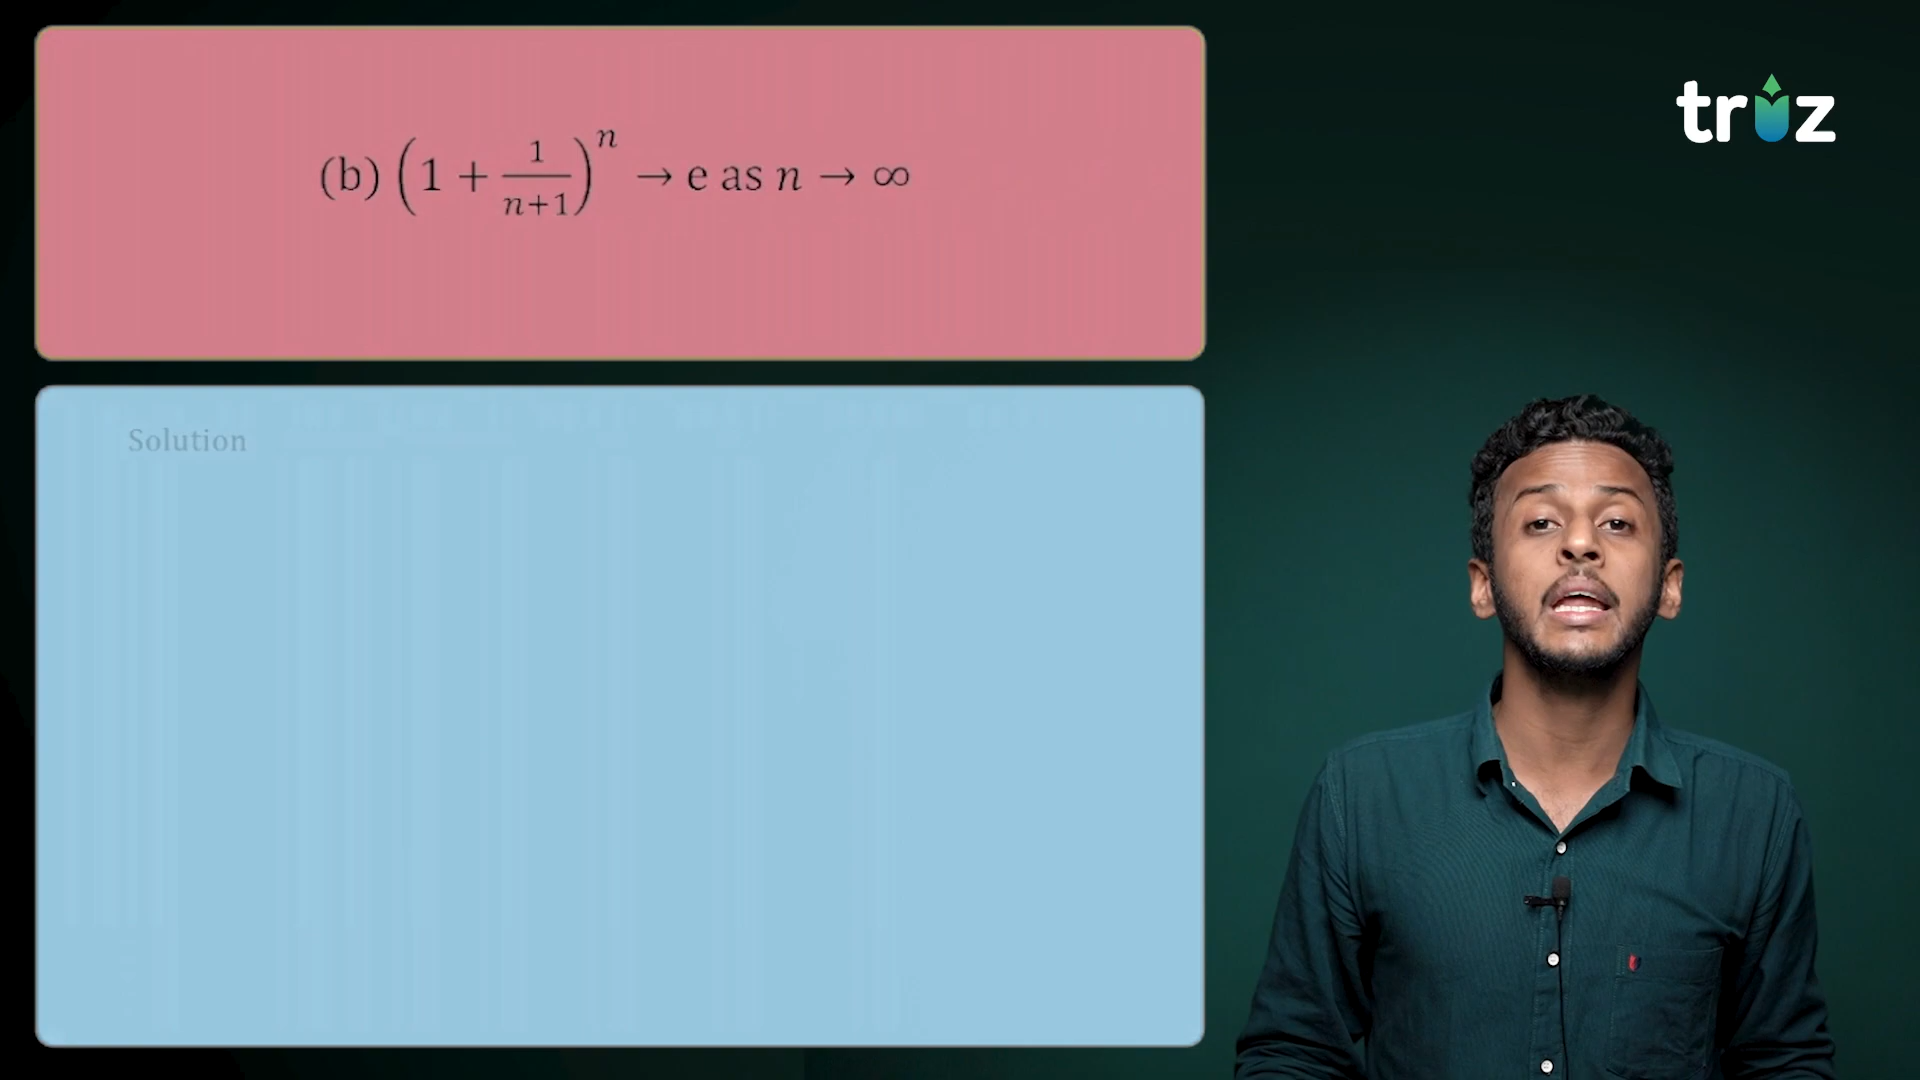 truz
(b) (1 + 1/(n+1))^n → e as n → ∞
Solution